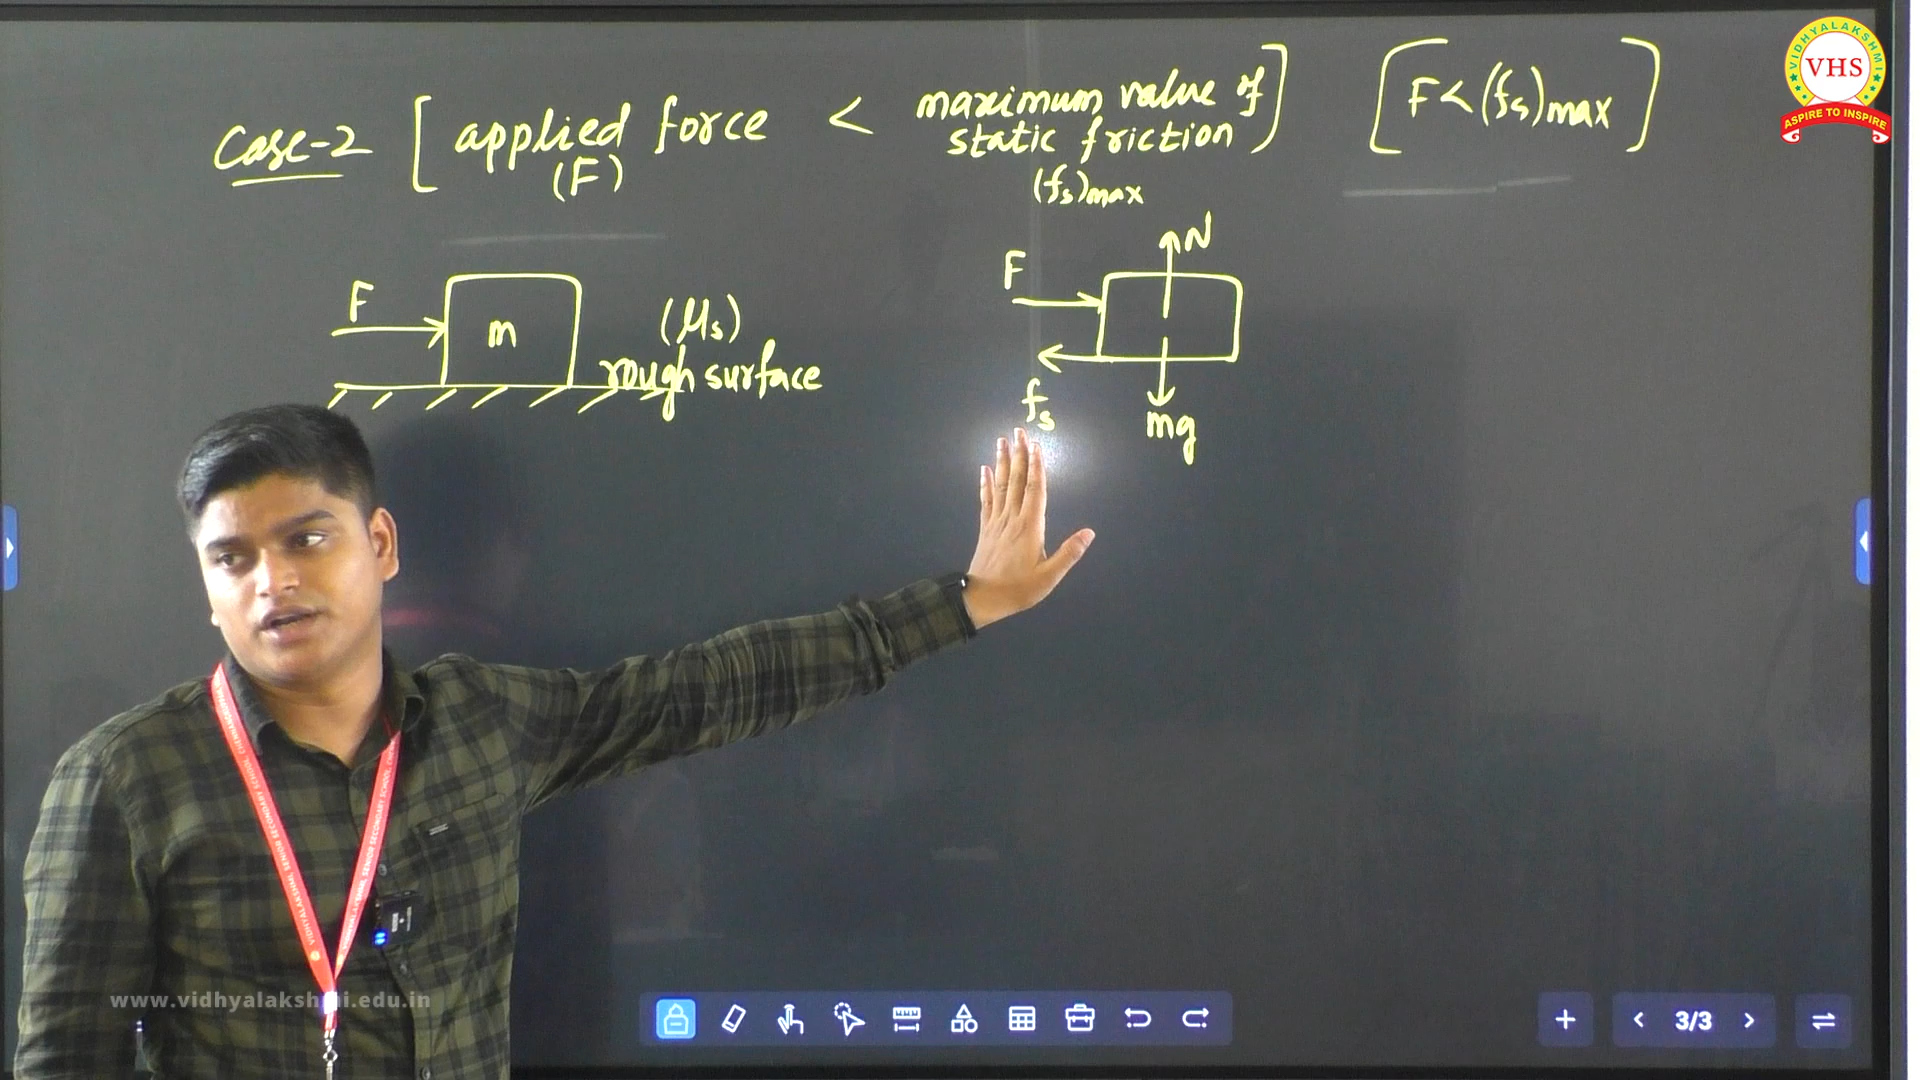 Case-2 [ applied force < maximum value of static friction ] [ F < (fs)max ]
(F)
(fs)max
F
m
(μs)
rough surface
F
N
fs
mg
VIDHYALAKSHMI
VHS
ASPIRE TO INSPIRE
www.vidhyalakshmi.edu.in
3/3